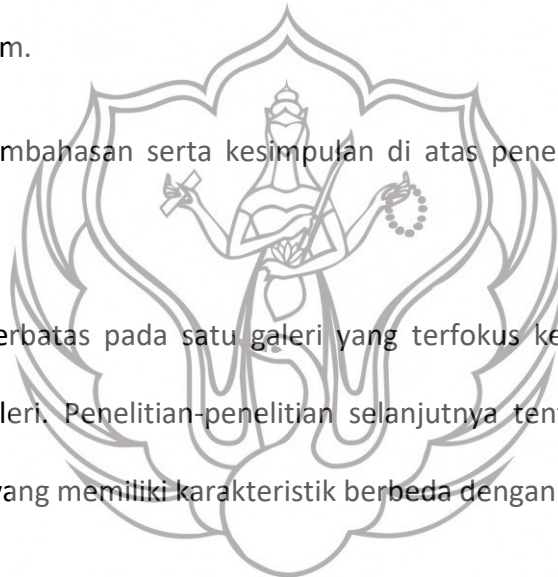 m.
mbahasan serta kesimpulan di atas pene
erbatas pada satu galeri yang terfokus ke
leri. Penelitian-penelitian selanjutnya ten
yang memiliki karakteristik berbeda dengan